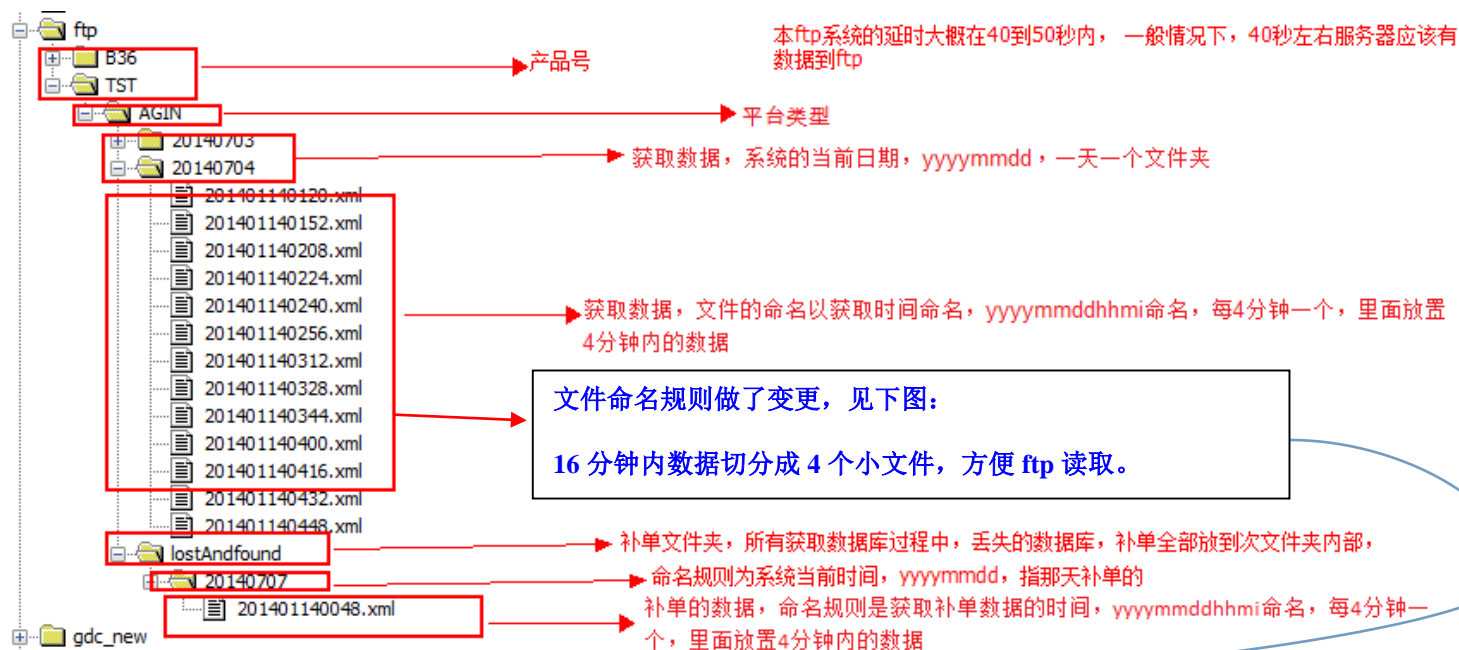 ftp
本ftp系统的延时大概在40到50秒内， 一般情况下，40秒左右服务器应该有
数据到ftp
B36
产品号
TST
AGIN
平台类型
20140703
获取数据，系统的当前日期，yyyymmdd，一天一个文件夹
20140704
201401140120.xml
201401140152.xml
201401140208.xml
201401140224.xml
201401140240.xml
获取数据，文件的命名以获取时间命名，yyyymmddhhmi命名，每4分钟一个，里面放置
4分钟内的数据
201401140256.xml
201401140312.xml
201401140328.xml
201401140344.xml
201401140400.xml
201401140416.xml
文件命名规则做了变更，见下图：
16 分钟内数据切分成 4 个小文件，方便 ftp 读取。
201401140432.xml
201401140448.xml
lostAndfound
补单文件夹，所有获取数据库过程中，丢失的数据库，补单全部放到次文件夹内部，
20140707
命名规则为系统当前时间，yyyymmdd，指那天补单的
201401140048.xml
补单的数据，命名规则是获取补单数据的时间，yyyymmddhhmi命名，每4分钟一
个，里面放置4分钟内的数据
gdc_new